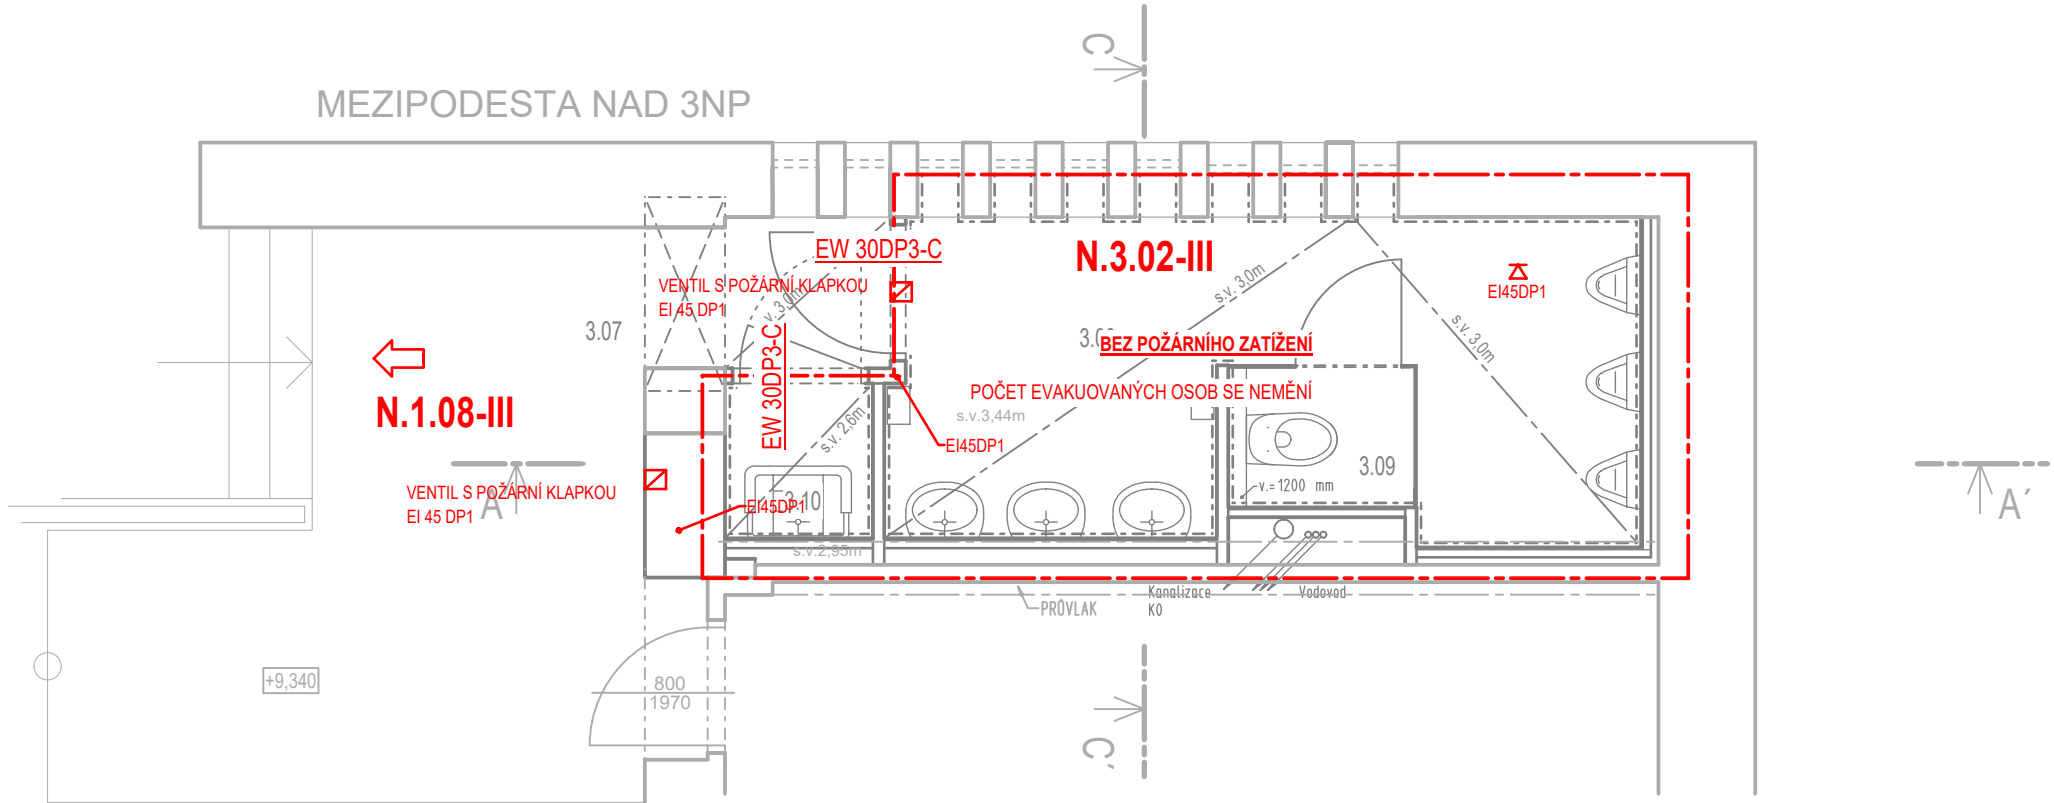 C
MEZIPODESTA NAD 3NP
EW 30DP3-C
N.3.02-III
VENTIL S POŽÁRNÍ KLAPKOU
EI 45 DP1
s.v. 3,0m
EI45DP1
v. 3,0m
3.07
BEZ POŽÁRNÍHO ZATÍŽENÍ
s.v. 3,0m
EW 30DP3-C
N.1.08-III
POČET EVAKUOVANÝCH OSOB SE NEMĚNÍ
s.v.3,44m
s.v. 2,6m
EI45DP1
3.09
VENTIL S POŽÁRNÍ KLAPKOU
EI 45 DP1
A
3.10
EI45DP1
v.=1200 mm
A´
s.v.2,95m
PRŮVLAK
Kanalizace
K0
Vodovod
+9,340
800
1970
C´